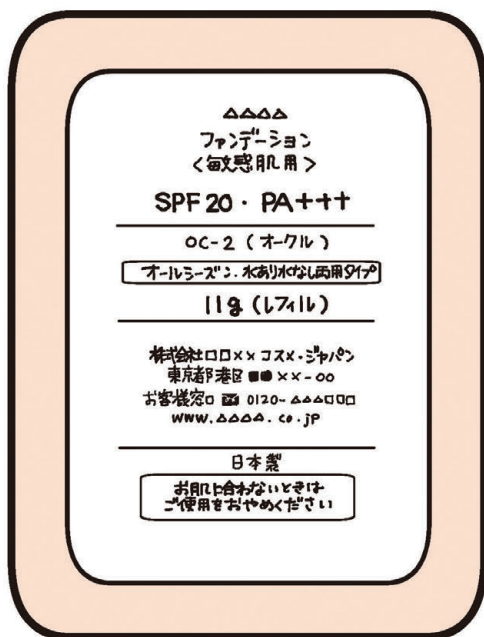 △△△△
ファンデーション
<敏感肌用>
SPF20・PA+++
OC-2(オークル)
オールシーズン.水あり水なし両用タイプ
11g(レフィル)
株式会社□□××コスメ・ジャパン
東京都港区■■××-00
お客様窓口 0120-△△△□□□
www.△△△△.co.jp
日本製
お肌に合わないときは
ご使用をおやめください